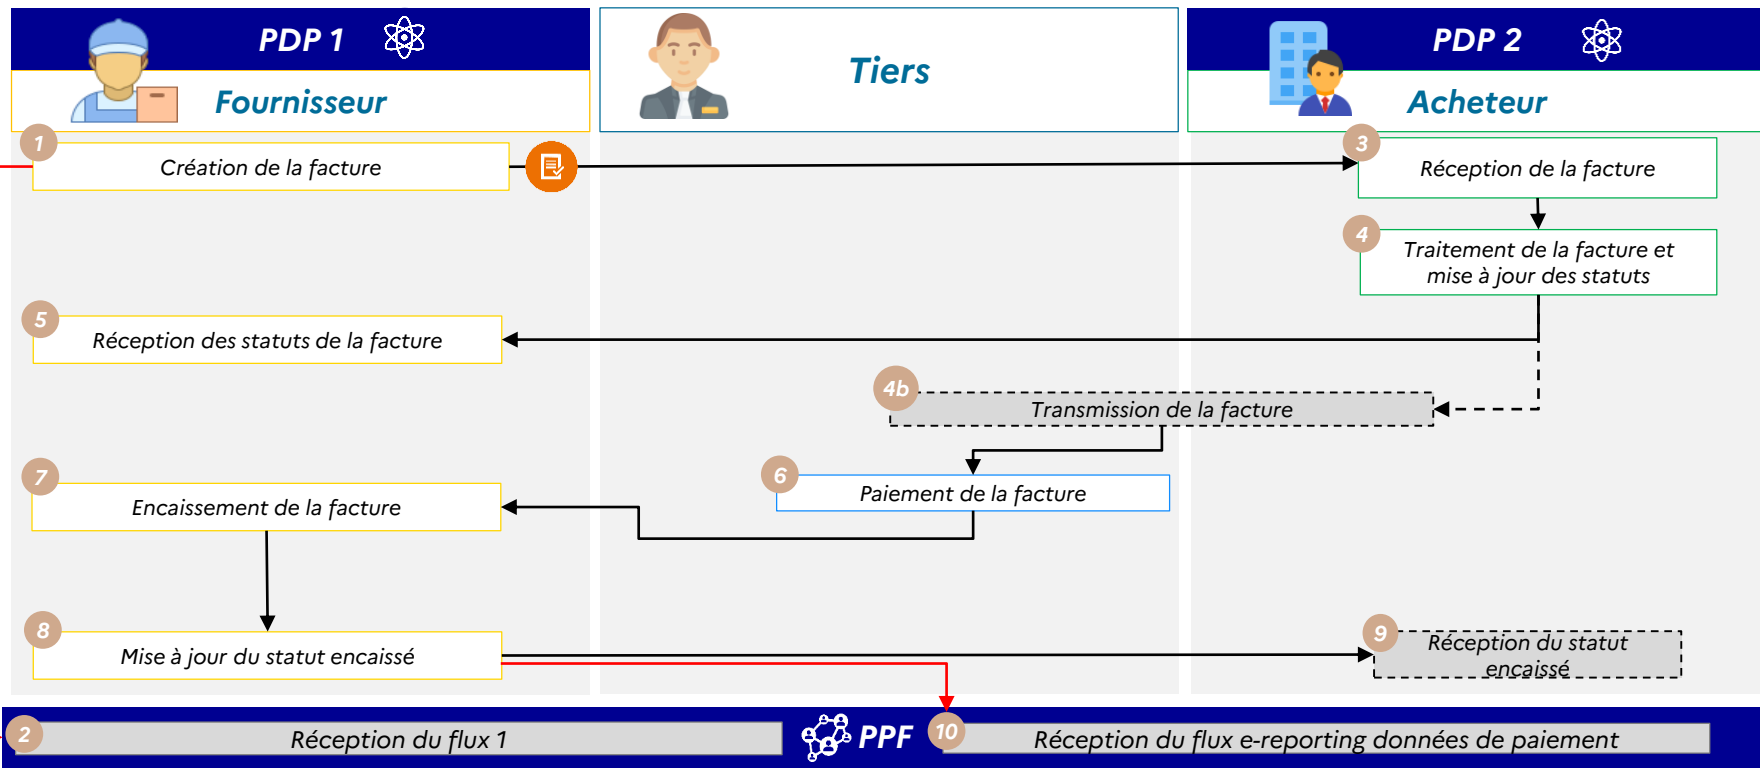 PDP 1
Fournisseur
Tiers
PDP 2
Acheteur
1
Création de la facture
3
Réception de la facture
4
Traitement de la facture et
mise à jour des statuts
5
Réception des statuts de la facture
4b
Transmission de la facture
6
Paiement de la facture
7
Encaissement de la facture
8
Mise à jour du statut encaissé
9
Réception du statut
encaissé
2
Réception du flux 1
PPF
10
Réception du flux e-reporting données de paiement